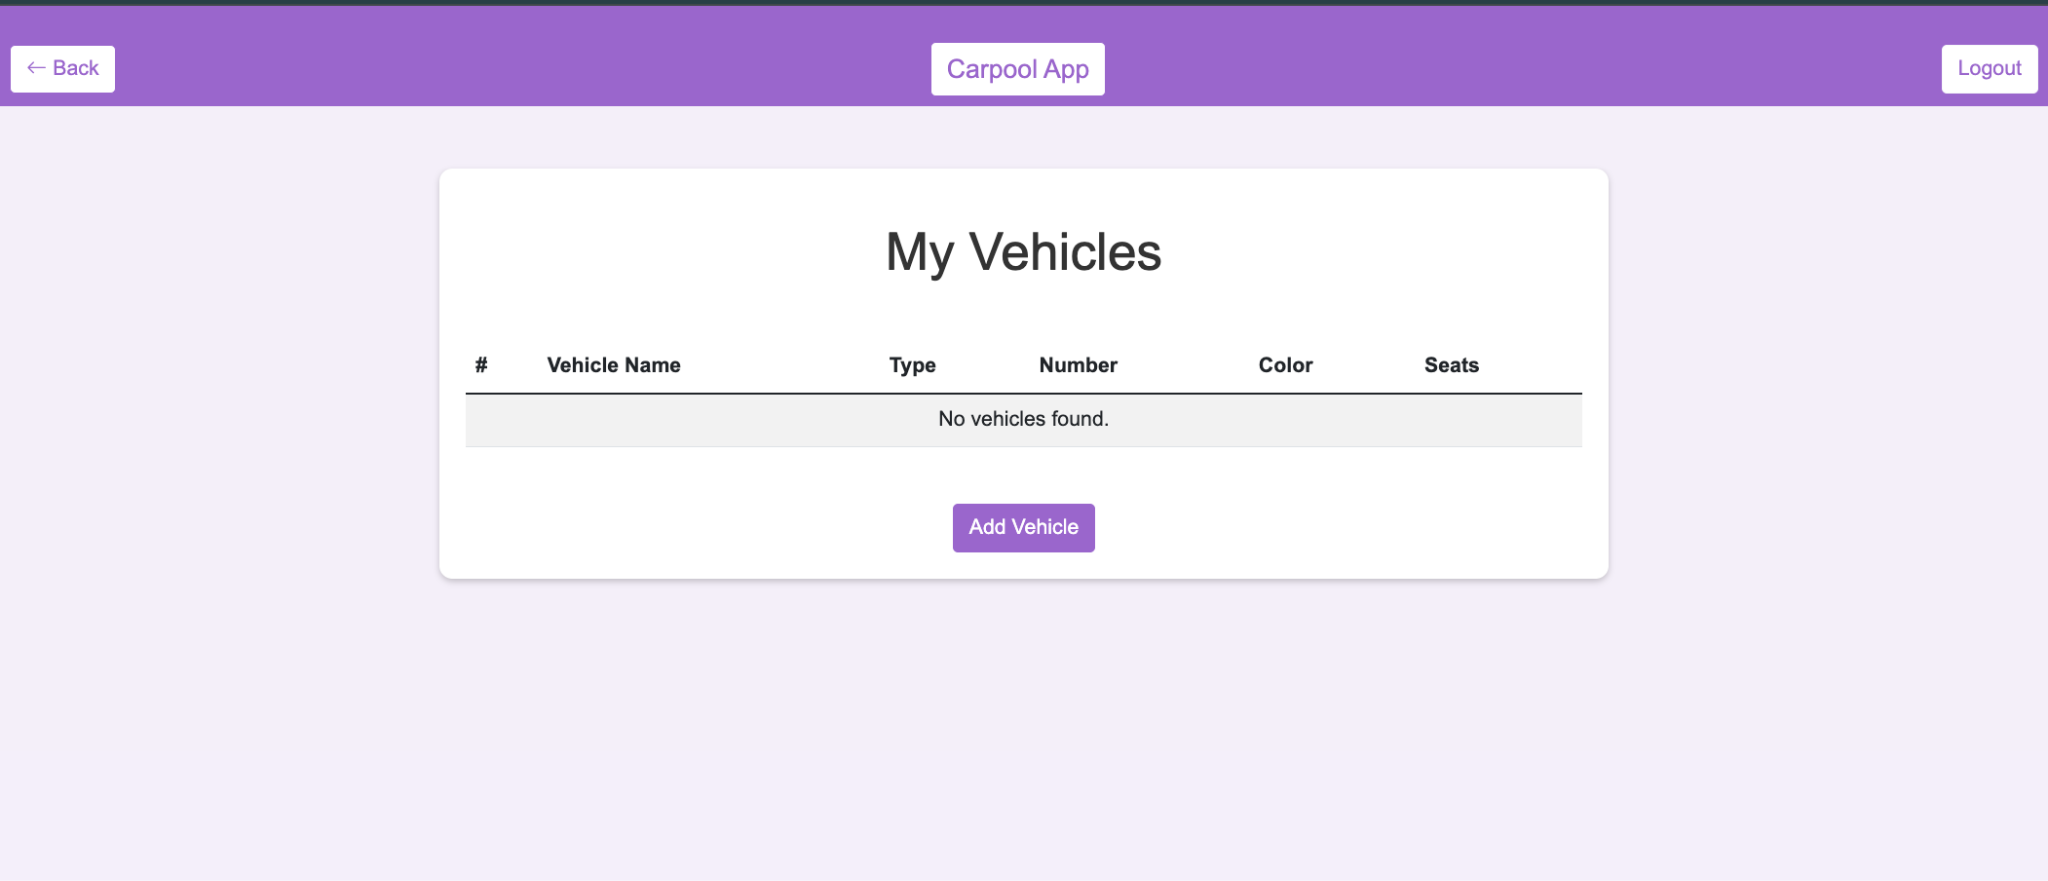 ← Back
Carpool App
Logout
My Vehicles
# Vehicle Name Type Number Color Seats
No vehicles found.
Add Vehicle